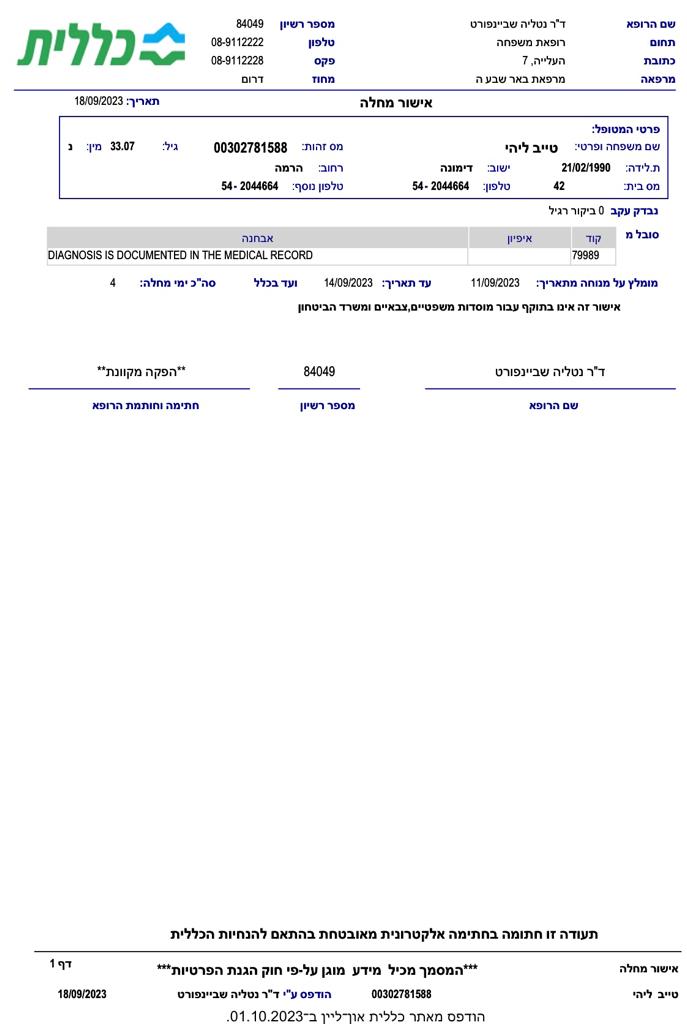 כללית
שם הרופא ד"ר נטליה שביינפורט מספר רשיון 84049
תחום רופאת משפחה טלפון 08-9112222
כתובת העלייה, 7 פקס 08-9112228
מרפאה מרפאת באר שבע ה מחוז דרום
אישור מחלה תאריך: 18/09/2023
פרטי המטופל:
שם משפחה ופרטי: טייב ליהי מס זהות: 00302781588 גיל: 33.07 מין: נ
ת.לידה: 21/02/1990 ישוב: דימונה רחוב: הרמה
מס בית: 42 טלפון: 54 - 2044664 טלפון נוסף: 54 - 2044664
נבדק עקב 0 ביקור רגיל
סובל מ קוד איפיון אבחנה
79989 DIAGNOSIS IS DOCUMENTED IN THE MEDICAL RECORD
מומלץ על מנוחה מתאריך: 11/09/2023 עד תאריך: 14/09/2023 ועד בכלל סה"כ ימי מחלה: 4
אישור זה אינו בתוקף עבור מוסדות משפטיים,צבאיים ומשרד הביטחון
ד"ר נטליה שביינפורט 84049 **הפקה מקוונת**
שם הרופא מספר רשיון חתימה וחותמת הרופא
תעודה זו חתומה בחתימה אלקטרונית מאובטחת בהתאם להנחיות הכללית
אישור מחלה ***המסמך מכיל מידע מוגן על-פי חוק הגנת הפרטיות*** דף 1
טייב ליהי 00302781588 הודפס ע"י ד"ר נטליה שביינפורט 18/09/2023
הודפס מאתר כללית און־ליין ב־01.10.2023.